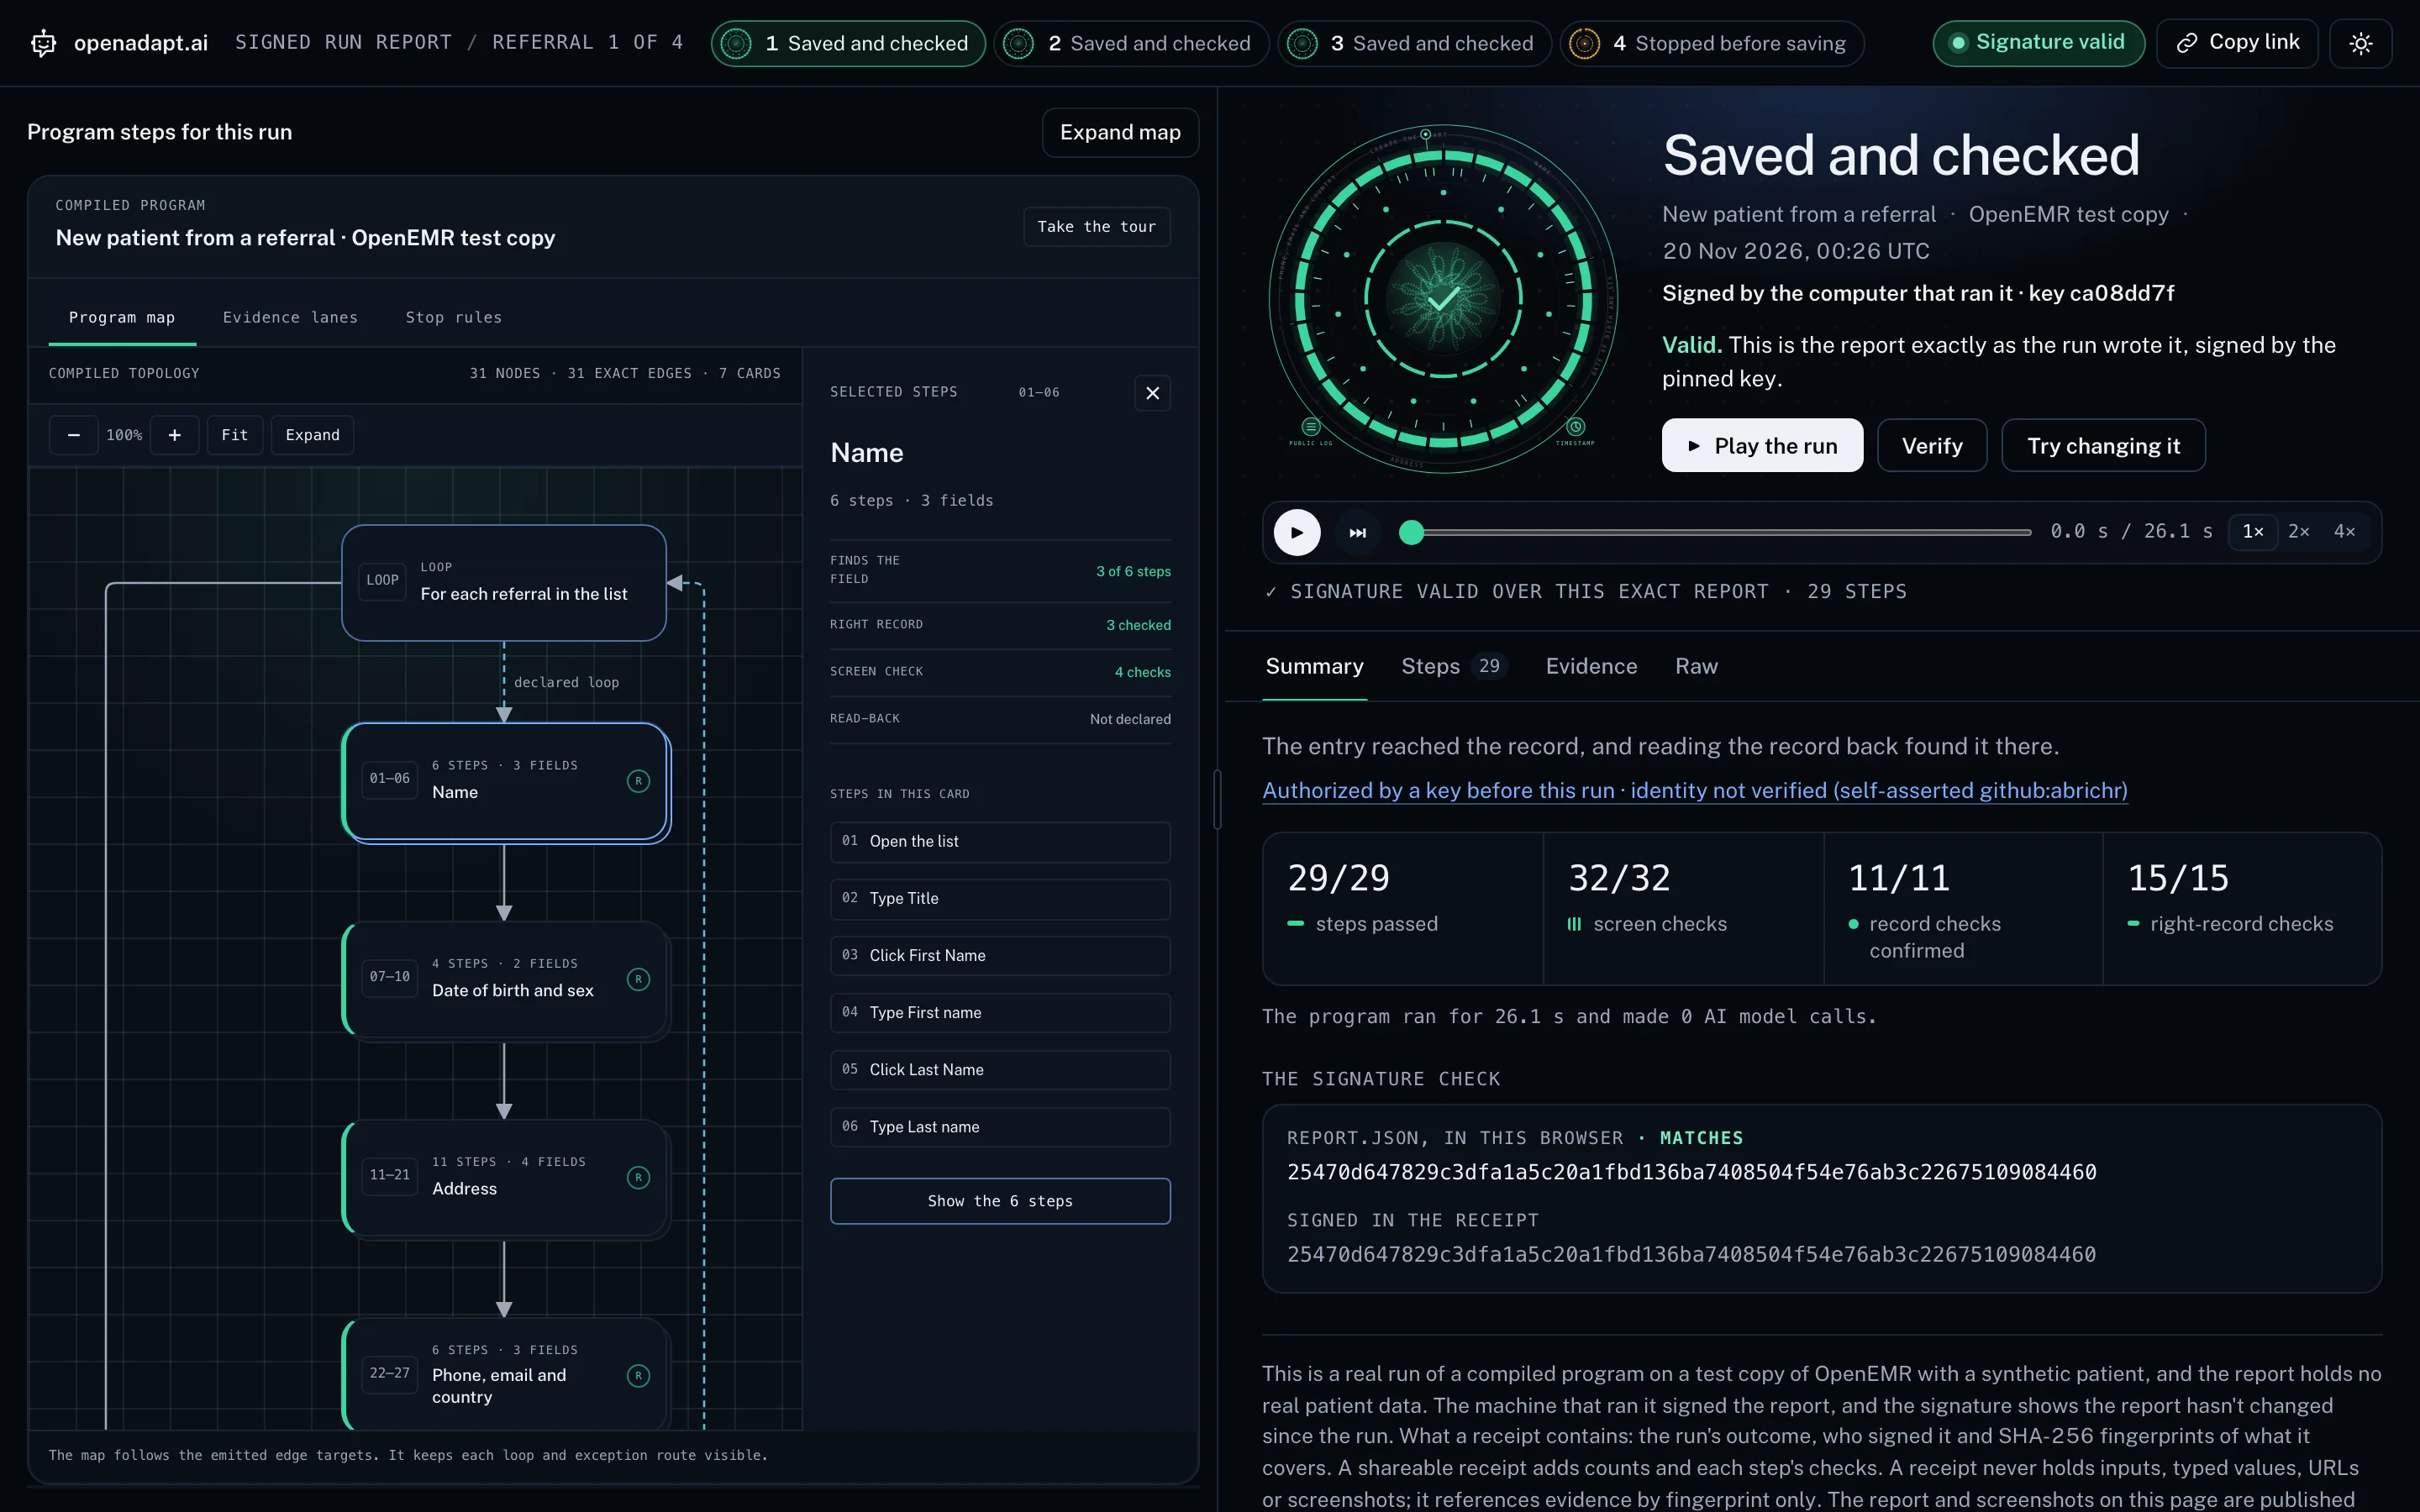 openadapt.ai
SIGNED RUN REPORT / REFERRAL 1 OF 4
1 Saved and checked
2 Saved and checked
3 Saved and checked
4 Stopped before saving
Signature valid
Copy link
Program steps for this run
Expand map
COMPILED PROGRAM
New patient from a referral · OpenEMR test copy
Take the tour
Program map
Evidence lanes
Stop rules
COMPILED TOPOLOGY
31 NODES · 31 EXACT EDGES · 7 CARDS
− 100% + Fit Expand
LOOP
LOOP
For each referral in the list
declared loop
01–06
6 STEPS · 3 FIELDS
Name
R
07–10
4 STEPS · 2 FIELDS
Date of birth and sex
R
11–21
11 STEPS · 4 FIELDS
Address
R
22–27
6 STEPS · 3 FIELDS
Phone, email and
country
R
The map follows the emitted edge targets. It keeps each loop and exception route visible.
SELECTED STEPS
01–06
Name
6 steps · 3 fields
FINDS THE
FIELD
3 of 6 steps
RIGHT RECORD
3 checked
SCREEN CHECK
4 checks
READ-BACK
Not declared
STEPS IN THIS CARD
01 Open the list
02 Type Title
03 Click First Name
04 Type First name
05 Click Last Name
06 Type Last name
Show the 6 steps
PUBLIC LOG
TIMESTAMP
ADDRESS
Saved and checked
New patient from a referral · OpenEMR test copy ·
20 Nov 2026, 00:26 UTC
Signed by the computer that ran it · key ca08dd7f
Valid. This is the report exactly as the run wrote it, signed by the
pinned key.
Play the run
Verify
Try changing it
0.0 s / 26.1 s
1× 2× 4×
✓ SIGNATURE VALID OVER THIS EXACT REPORT · 29 STEPS
Summary
Steps 29
Evidence
Raw
The entry reached the record, and reading the record back found it there.
Authorized by a key before this run · identity not verified (self-asserted github:abrichr)
29/29
steps passed
32/32
screen checks
11/11
record checks
confirmed
15/15
right-record checks
The program ran for 26.1 s and made 0 AI model calls.
THE SIGNATURE CHECK
REPORT.JSON, IN THIS BROWSER · MATCHES
25470d647829c3dfa1a5c20a1fbd136ba7408504f54e76ab3c22675109084460
SIGNED IN THE RECEIPT
25470d647829c3dfa1a5c20a1fbd136ba7408504f54e76ab3c22675109084460
This is a real run of a compiled program on a test copy of OpenEMR with a synthetic patient, and the report holds no
real patient data. The machine that ran it signed the report, and the signature shows the report hasn't changed
since the run. What a receipt contains: the run's outcome, who signed it and SHA-256 fingerprints of what it
covers. A shareable receipt adds counts and each step's checks. A receipt never holds inputs, typed values, URLs
or screenshots; it references evidence by fingerprint only. The report and screenshots on this page are published